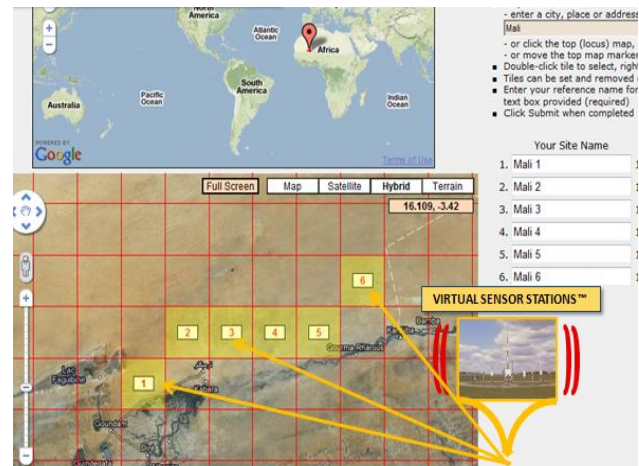 - enter a city, place or addres
Mali
- or click the top (locus) map,
- or move the top map marker
Double-click tile to select, righ
Tiles can be set and removed
Enter your reference name for
text box provided (required)
Click Submit when completed
America
Atlantic
Ocean
Africa
South
America
Pacific
Ocean
Indian
Ocean
Australia
POWERED BY
Google
Terms of Use
Your Site Name
1. Mali 1
2. Mali 2
3. Mali 3
4. Mali 4
5. Mali 5
6. Mali 6
Full Screen
Map
Satellite
Hybrid
Terrain
16.109, -3.42
6
VIRTUAL SENSOR STATIONS™
2
3
4
5
Bamba
Gourma-Rharous
1
Lac
Faguibine
Kabara
Goundam